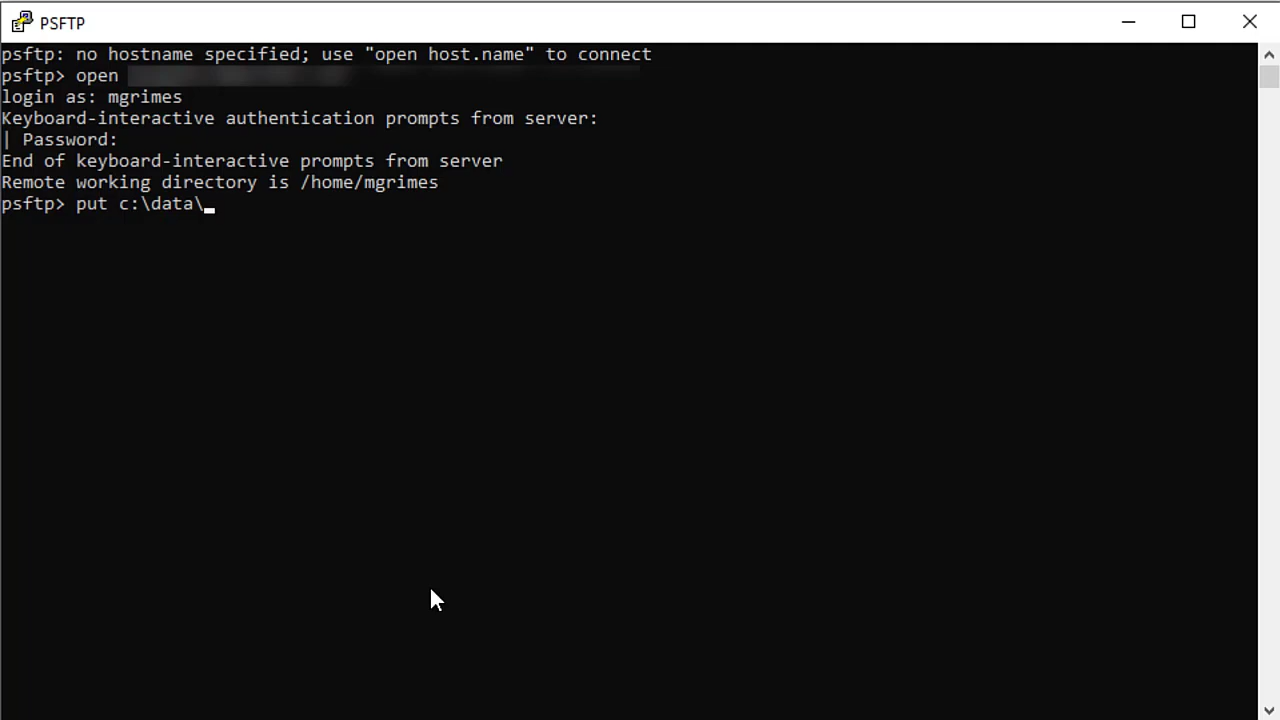 PSFTP
psftp: no hostname specified; use "open host.name" to connect
psftp> open
login as: mgrimes
Keyboard-interactive authentication prompts from server:
| Password:
End of keyboard-interactive prompts from server
Remote working directory is /home/mgrimes
psftp> put c:\data\